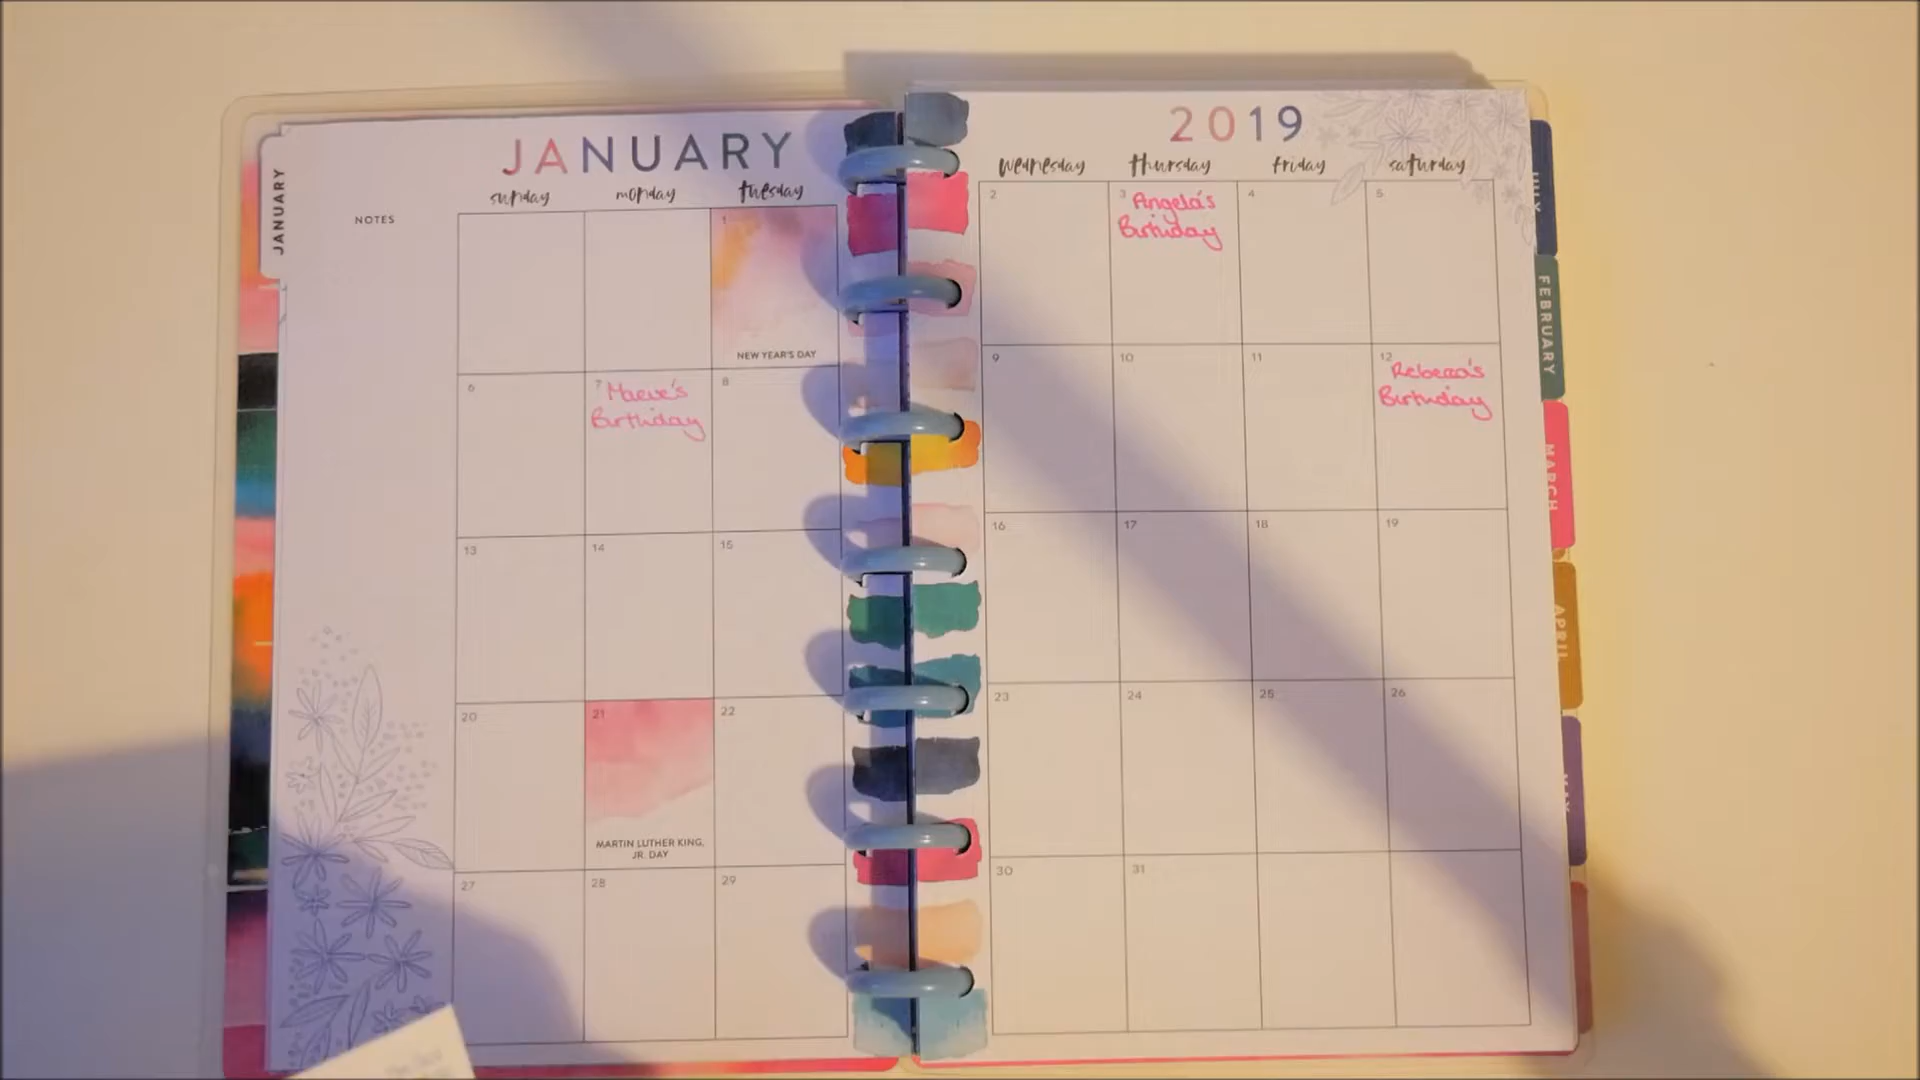 JANUARY
2019
JANUARY
NOTES
sunday monday tuesday wednesday thursday friday saturday
1
NEW YEAR'S DAY
2
3 Angela's
Birthday
4
5
6
7 Maeve's
Birthday
8
9
10
11
12
Rebecca's
Birthday
13
14
15
16
17
18
19
20
21
MARTIN LUTHER KING,
JR. DAY
22
23
24
25
26
27
28
29
30
31
JULY
FEBRUARY
MARCH
APRIL
MAY